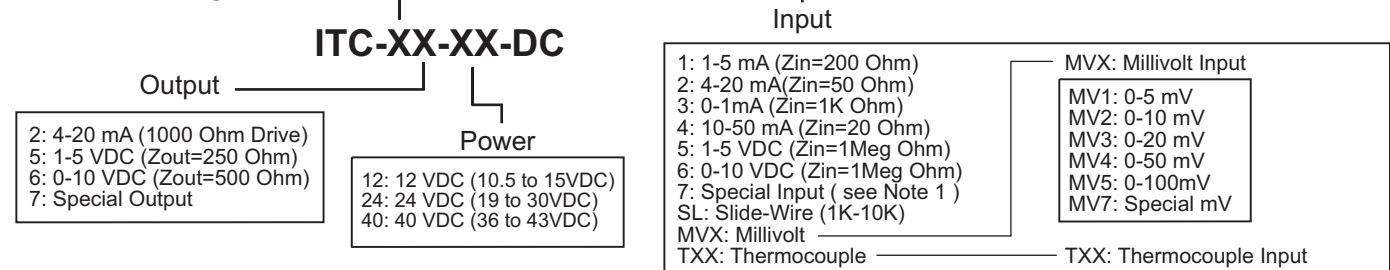 Input
ITC-XX-XX-DC
Output
2: 4-20 mA (1000 Ohm Drive)
5: 1-5 VDC (Zout=250 Ohm)
6: 0-10 VDC (Zout=500 Ohm)
7: Special Output
Power
12: 12 VDC (10.5 to 15VDC)
24: 24 VDC (19 to 30VDC)
40: 40 VDC (36 to 43VDC)
1: 1-5 mA (Zin=200 Ohm)
2: 4-20 mA(Zin=50 Ohm)
3: 0-1mA (Zin=1K Ohm)
4: 10-50 mA (Zin=20 Ohm)
5: 1-5 VDC (Zin=1Meg Ohm)
6: 0-10 VDC (Zin=1Meg Ohm)
7: Special Input ( see Note 1 )
SL: Slide-Wire (1K-10K)
MVX: Millivolt
TXX: Thermocouple
MVX: Millivolt Input
MV1: 0-5 mV
MV2: 0-10 mV
MV3: 0-20 mV
MV4: 0-50 mV
MV5: 0-100mV
MV7: Special mV
TXX: Thermocouple Input